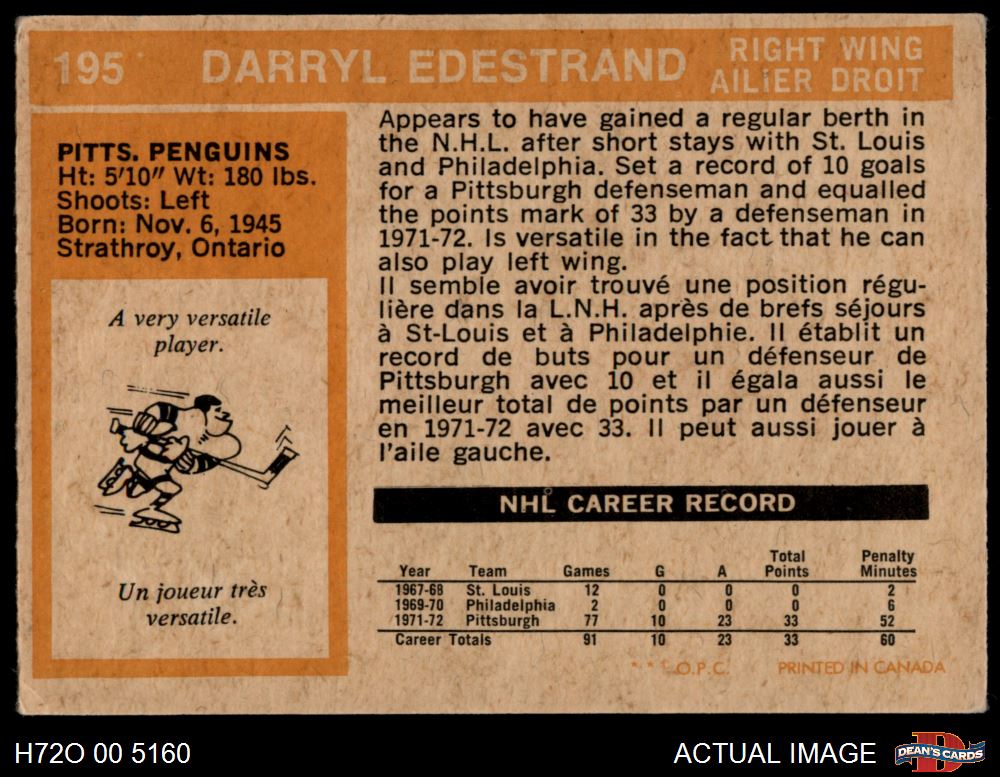 195 DARRYL EDESTRAND RIGHT WING
AILIER DROIT
PITTS. PENGUINS
Ht: 5'10" Wt: 180 lbs.
Shoots: Left
Born: Nov. 6, 1945
Strathroy, Ontario
A very versatile
player.
Un joueur très
versatile.
Appears to have gained a regular berth in
the N.H.L. after short stays with St. Louis
and Philadelphia. Set a record of 10 goals
for a Pittsburgh defenseman and equalled
the points mark of 33 by a defenseman in
1971-72. Is versatile in the fact that he can
also play left wing.
Il semble avoir trouvé une position régu-
lière dans la L.N.H. après de brefs séjours
à St-Louis et à Philadelphie. Il établit un
record de buts pour un défenseur de
Pittsburgh avec 10 et il égala aussi le
meilleur total de points par un défenseur
en 1971-72 avec 33. Il peut aussi jouer à
l'aile gauche.
NHL CAREER RECORD
Total Penalty
Year Team Games G A Points Minutes
1967-68 St. Louis 12 0 0 0 2
1969-70 Philadelphia 2 0 0 0 6
1971-72 Pittsburgh 77 10 23 33 52
Career Totals 91 10 23 33 60
* * O.P.C. PRINTED IN CANADA
H72O 00 5160 ACTUAL IMAGE DEAN'S CARDS